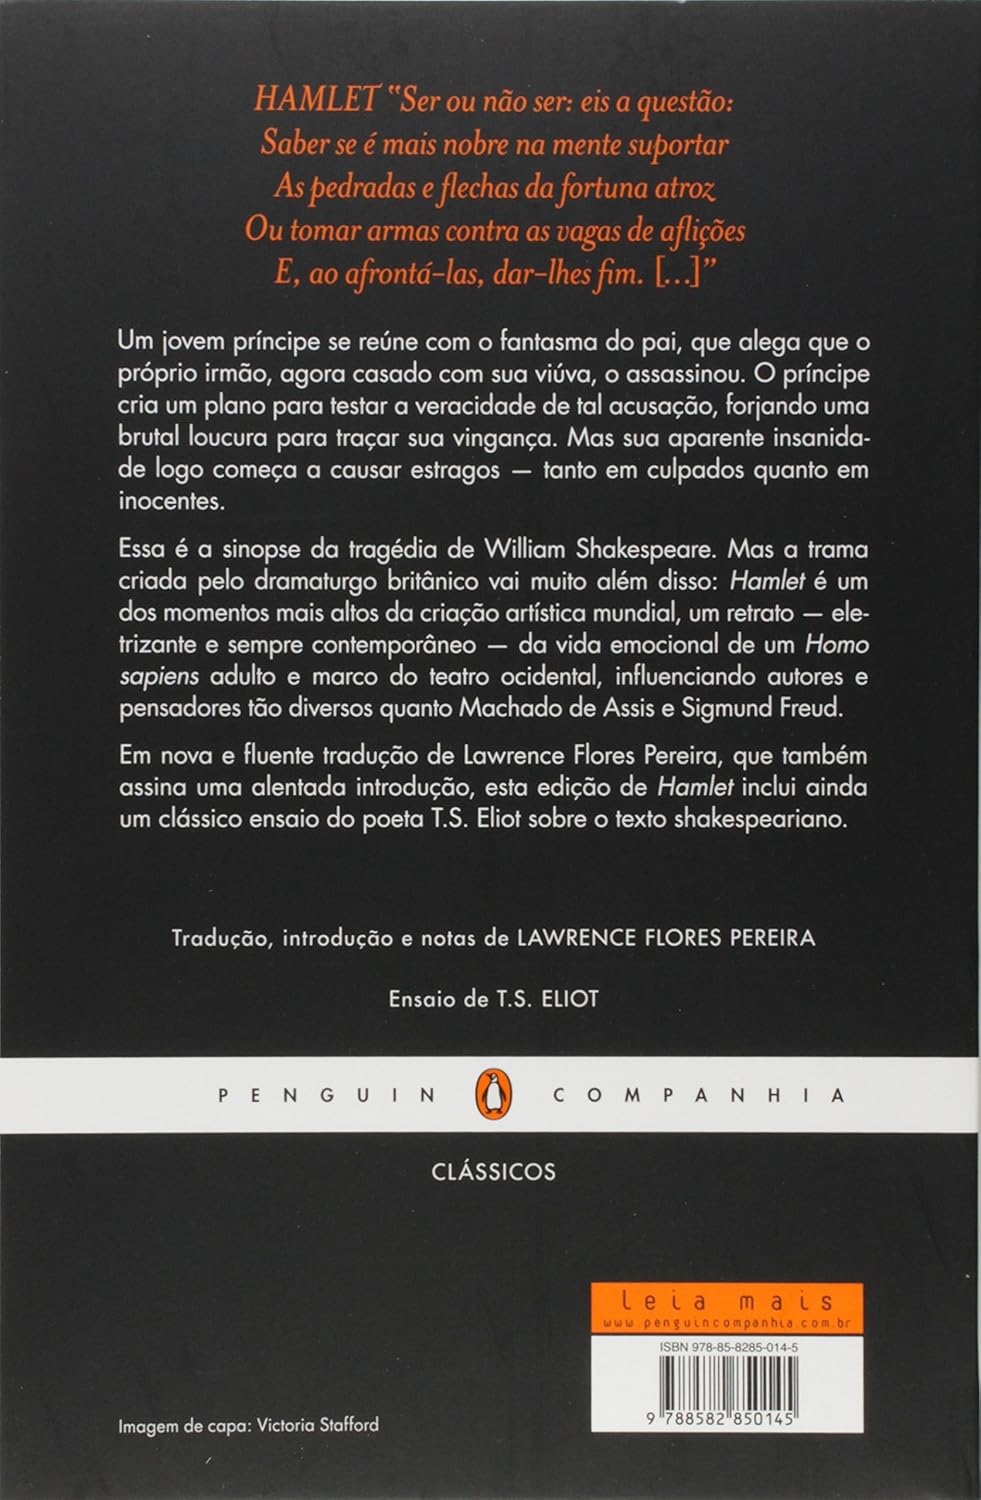 HAMLET “Ser ou não ser: eis a questão:
Saber se é mais nobre na mente suportar
As pedradas e flechas da fortuna atroz
Ou tomar armas contra as vagas de aflições
E, ao afrontá-las, dar-lhes fim. [...]”
Um jovem príncipe se reúne com o fantasma do pai, que alega que o
próprio irmão, agora casado com sua viúva, o assassinou. O príncipe
cria um plano para testar a veracidade de tal acusação, forjando uma
brutal loucura para traçar sua vingança. Mas sua aparente insanida-
de logo começa a causar estragos — tanto em culpados quanto em
inocentes.
Essa é a sinopse da tragédia de William Shakespeare. Mas a trama
criada pelo dramaturgo britânico vai muito além disso: Hamlet é um
dos momentos mais altos da criação artística mundial, um retrato — ele-
trizante e sempre contemporâneo — da vida emocional de um Homo
sapiens adulto e marco do teatro ocidental, influenciando autores e
pensadores tão diversos quanto Machado de Assis e Sigmund Freud.
Em nova e fluente tradução de Lawrence Flores Pereira, que também
assina uma alentada introdução, esta edição de Hamlet inclui ainda
um clássico ensaio do poeta T.S. Eliot sobre o texto shakespeariano.
Tradução, introdução e notas de LAWRENCE FLORES PEREIRA
Ensaio de T.S. ELIOT
PENGUIN COMPANHIA
CLÁSSICOS
leia mais
www.penguincompanhia.com.br
ISBN 978-85-8285-014-5
9 788582 850145
Imagem de capa: Victoria Stafford